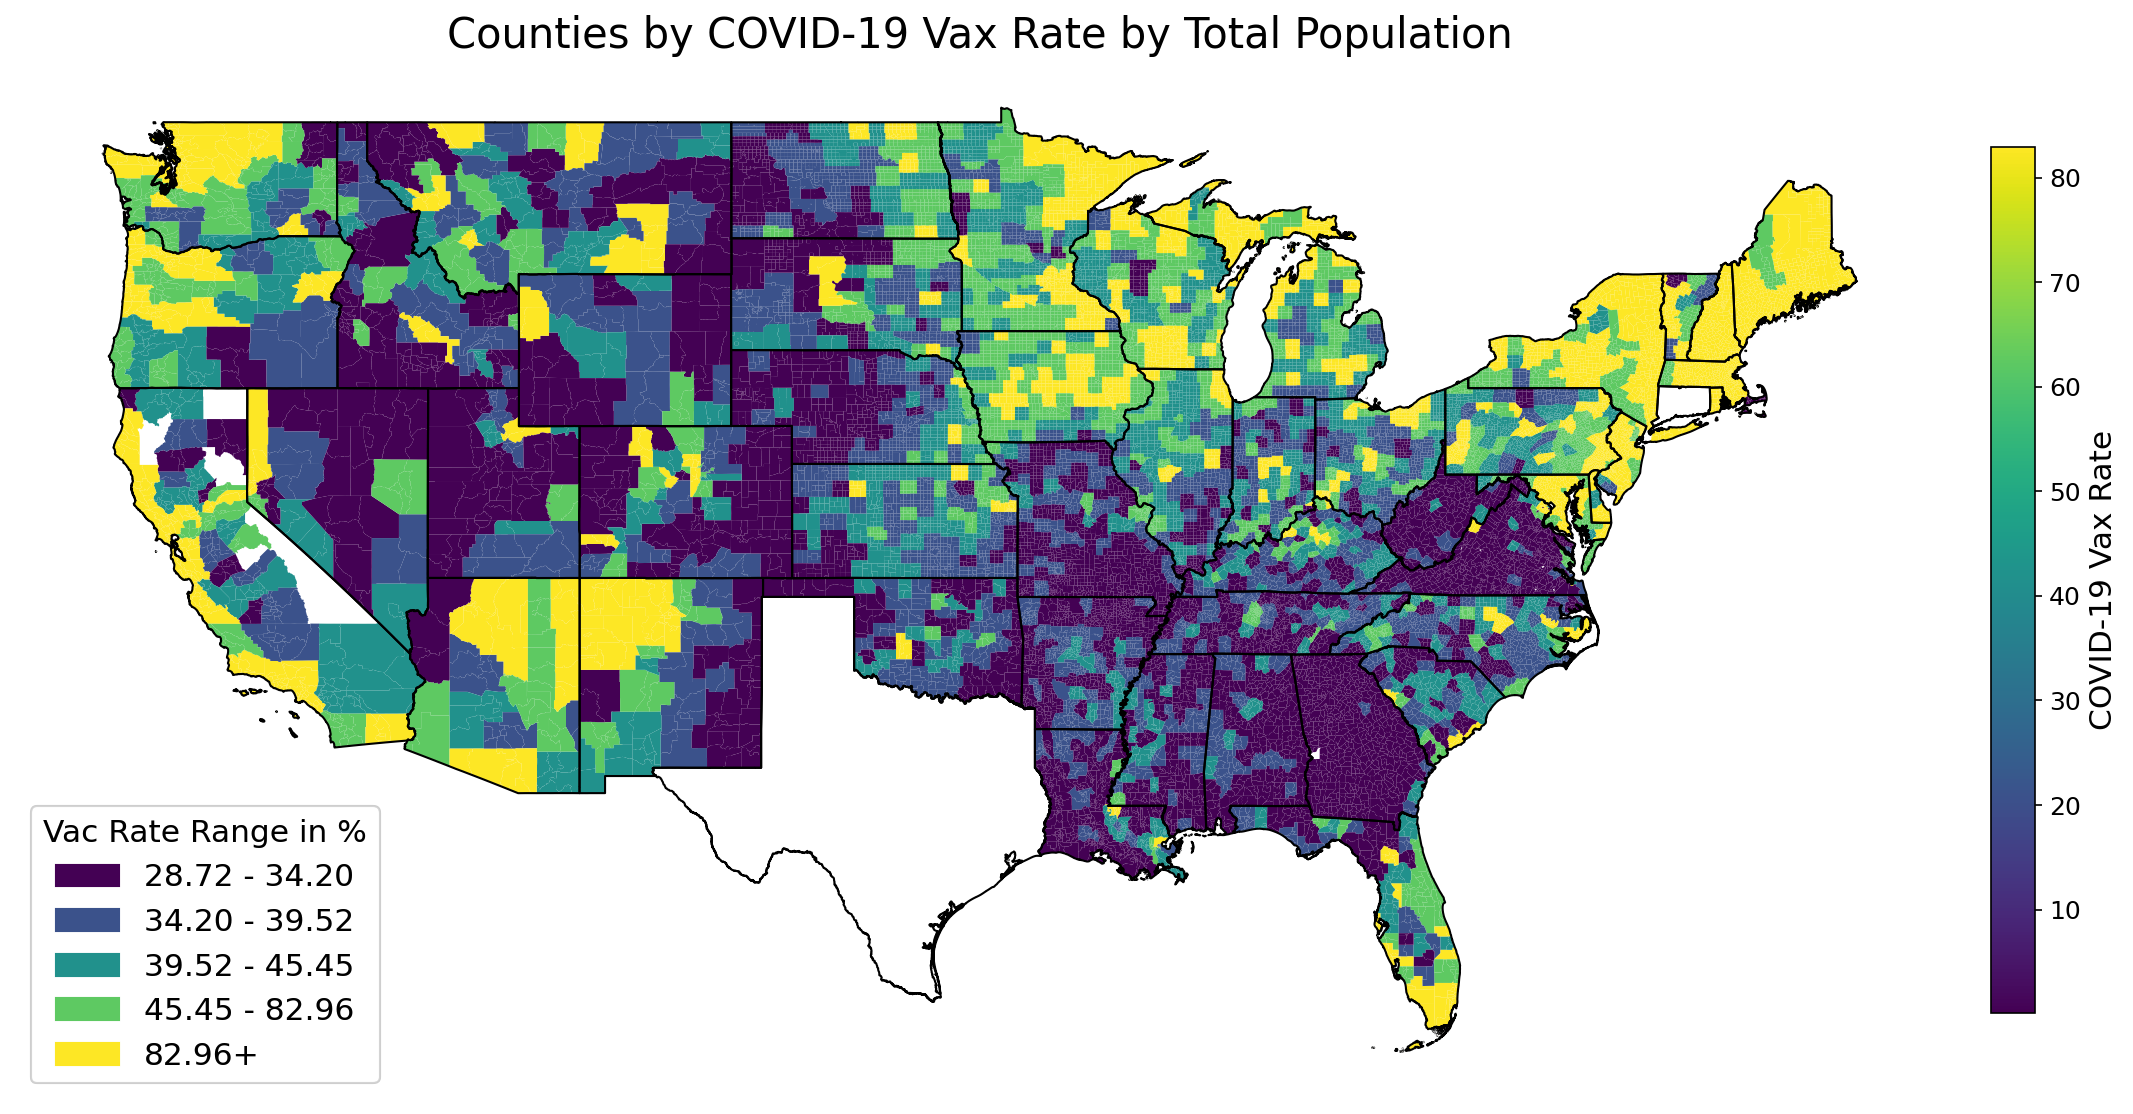 Counties by COVID-19 Vax Rate by Total Population
80
70
60
50
40
30
20
10
COVID-19 Vax Rate
Vac Rate Range in %
28.72 - 34.20
34.20 - 39.52
39.52 - 45.45
45.45 - 82.96
82.96+